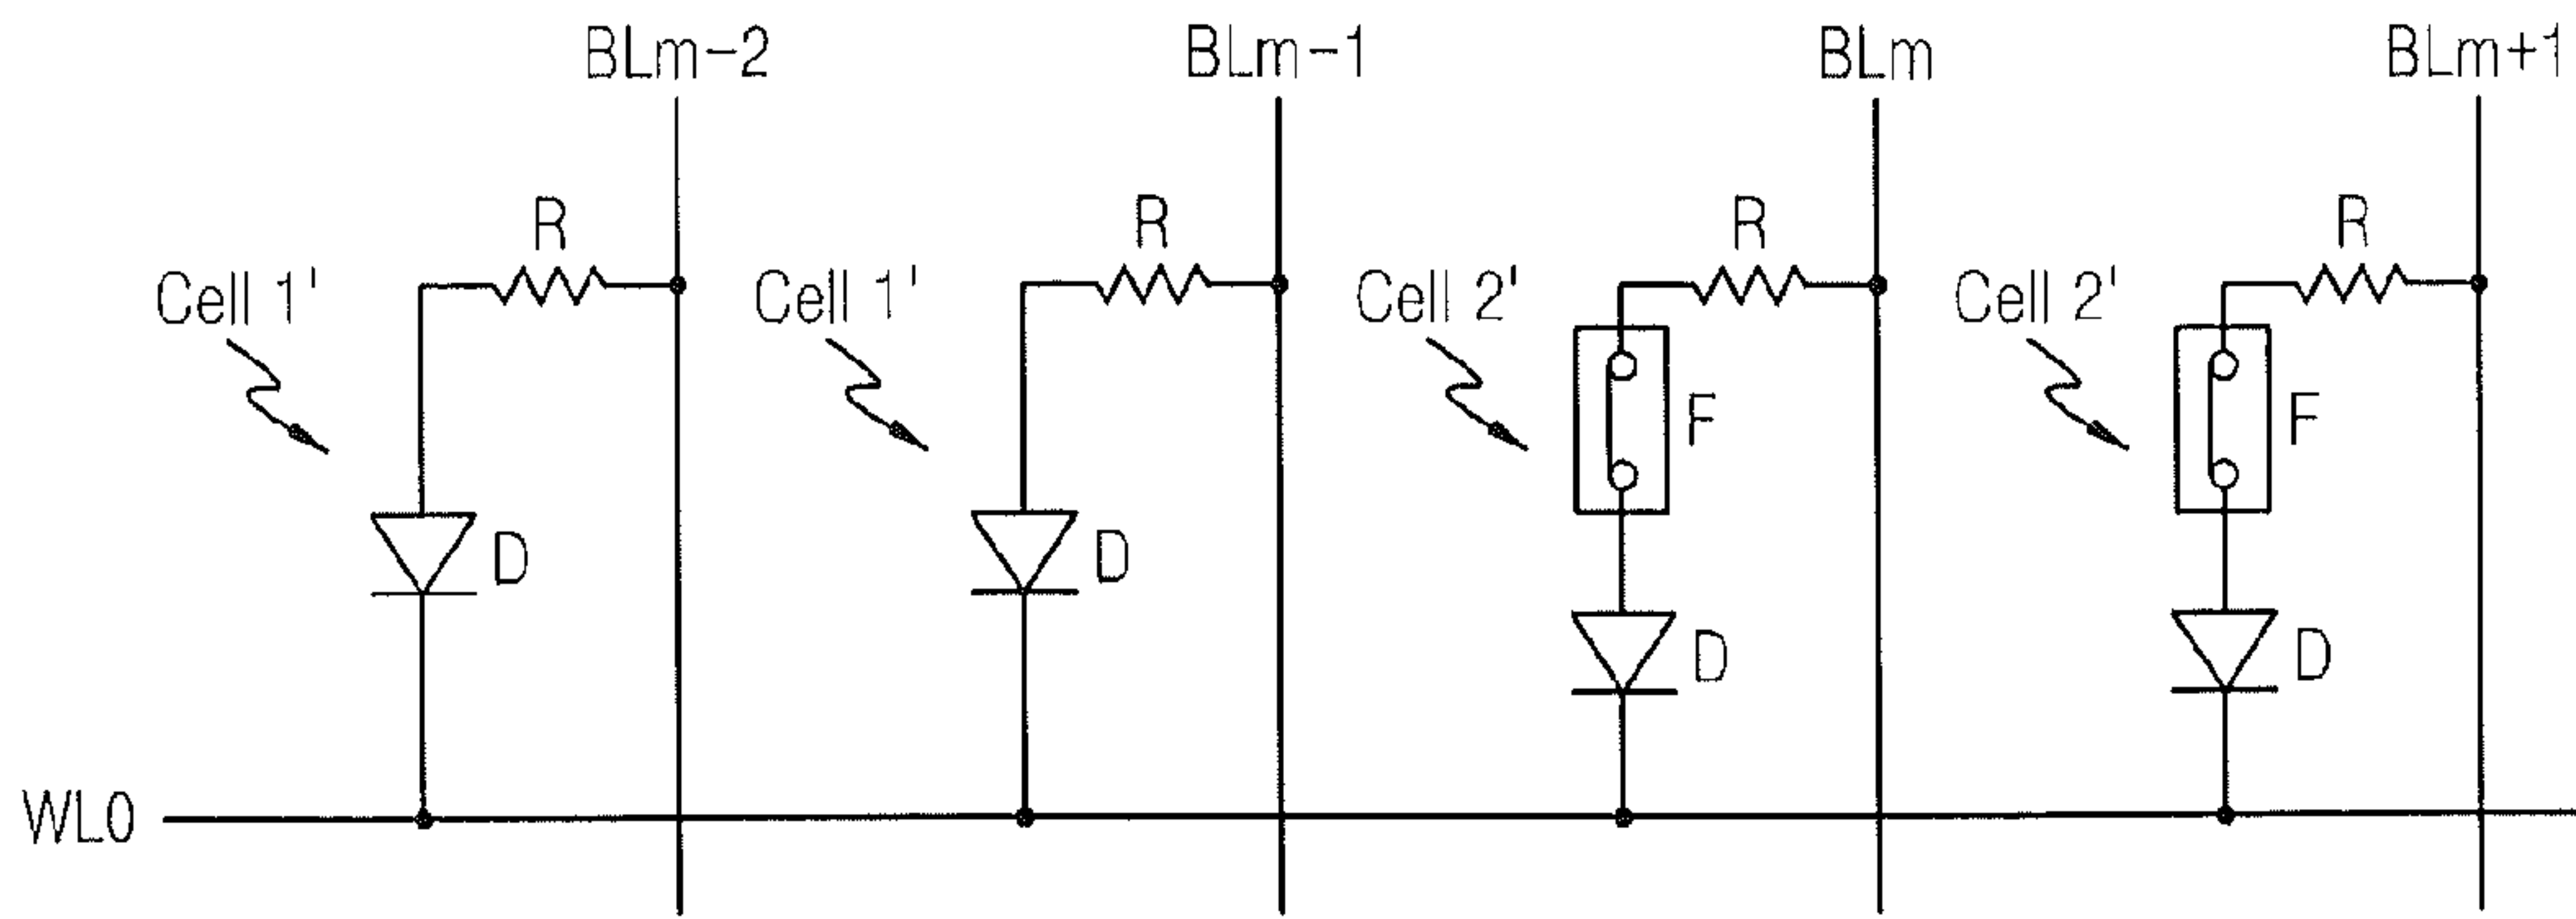 BLm-2 BLm-1 BLm BLm+1
R R R R
Cell 1' Cell 1' Cell 2' Cell 2'
F F
D D
D D
WL0